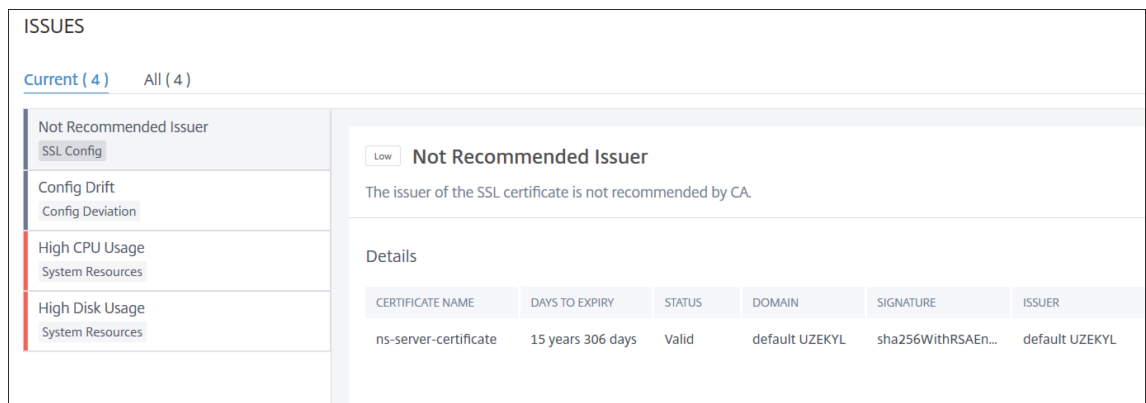 ISSUES
Current ( 4 ) All ( 4 )
Not Recommended Issuer
SSL Config
Config Drift
Config Deviation
High CPU Usage
System Resources
High Disk Usage
System Resources
Low Not Recommended Issuer
The issuer of the SSL certificate is not recommended by CA.
Details
CERTIFICATE NAME DAYS TO EXPIRY STATUS DOMAIN SIGNATURE ISSUER
ns-server-certificate 15 years 306 days Valid default UZEKYL sha256WithRSAEn... default UZEKYL